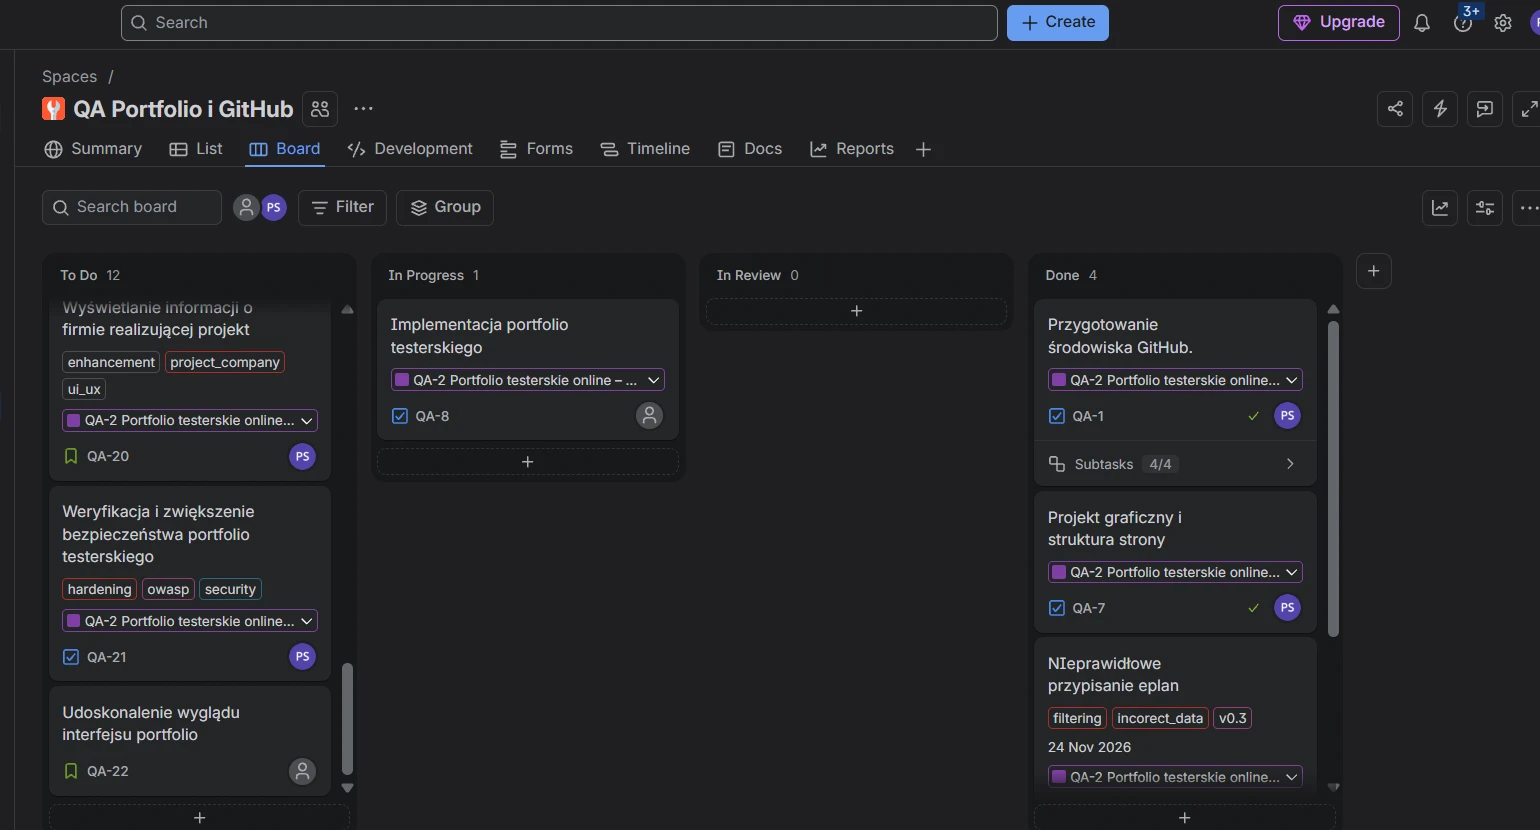 Search
+ Create
Upgrade
3+
Spaces /
QA Portfolio i GitHub
Summary
List
Board
Development
Forms
Timeline
Docs
Reports
Search board
PS
Filter
Group
To Do 12
Wyświetlanie informacji o
firmie realizującej projekt
enhancement
project_company
ui_ux
QA-2 Portfolio testerskie online...
QA-20
PS
Weryfikacja i zwiększenie
bezpieczeństwa portfolio
testerskiego
hardening
owasp
security
QA-2 Portfolio testerskie online...
QA-21
PS
Udoskonalenie wyglądu
interfejsu portfolio
QA-22
In Progress 1
Implementacja portfolio
testerskiego
QA-2 Portfolio testerskie online – ...
QA-8
In Review 0
Done 4
Przygotowanie
środowiska GitHub.
QA-2 Portfolio testerskie online...
QA-1
PS
Subtasks 4/4
Projekt graficzny i
struktura strony
QA-2 Portfolio testerskie online...
QA-7
PS
NIeprawidłowe
przypisanie eplan
filtering
incorect_data
v0.3
24 Nov 2026
QA-2 Portfolio testerskie online...